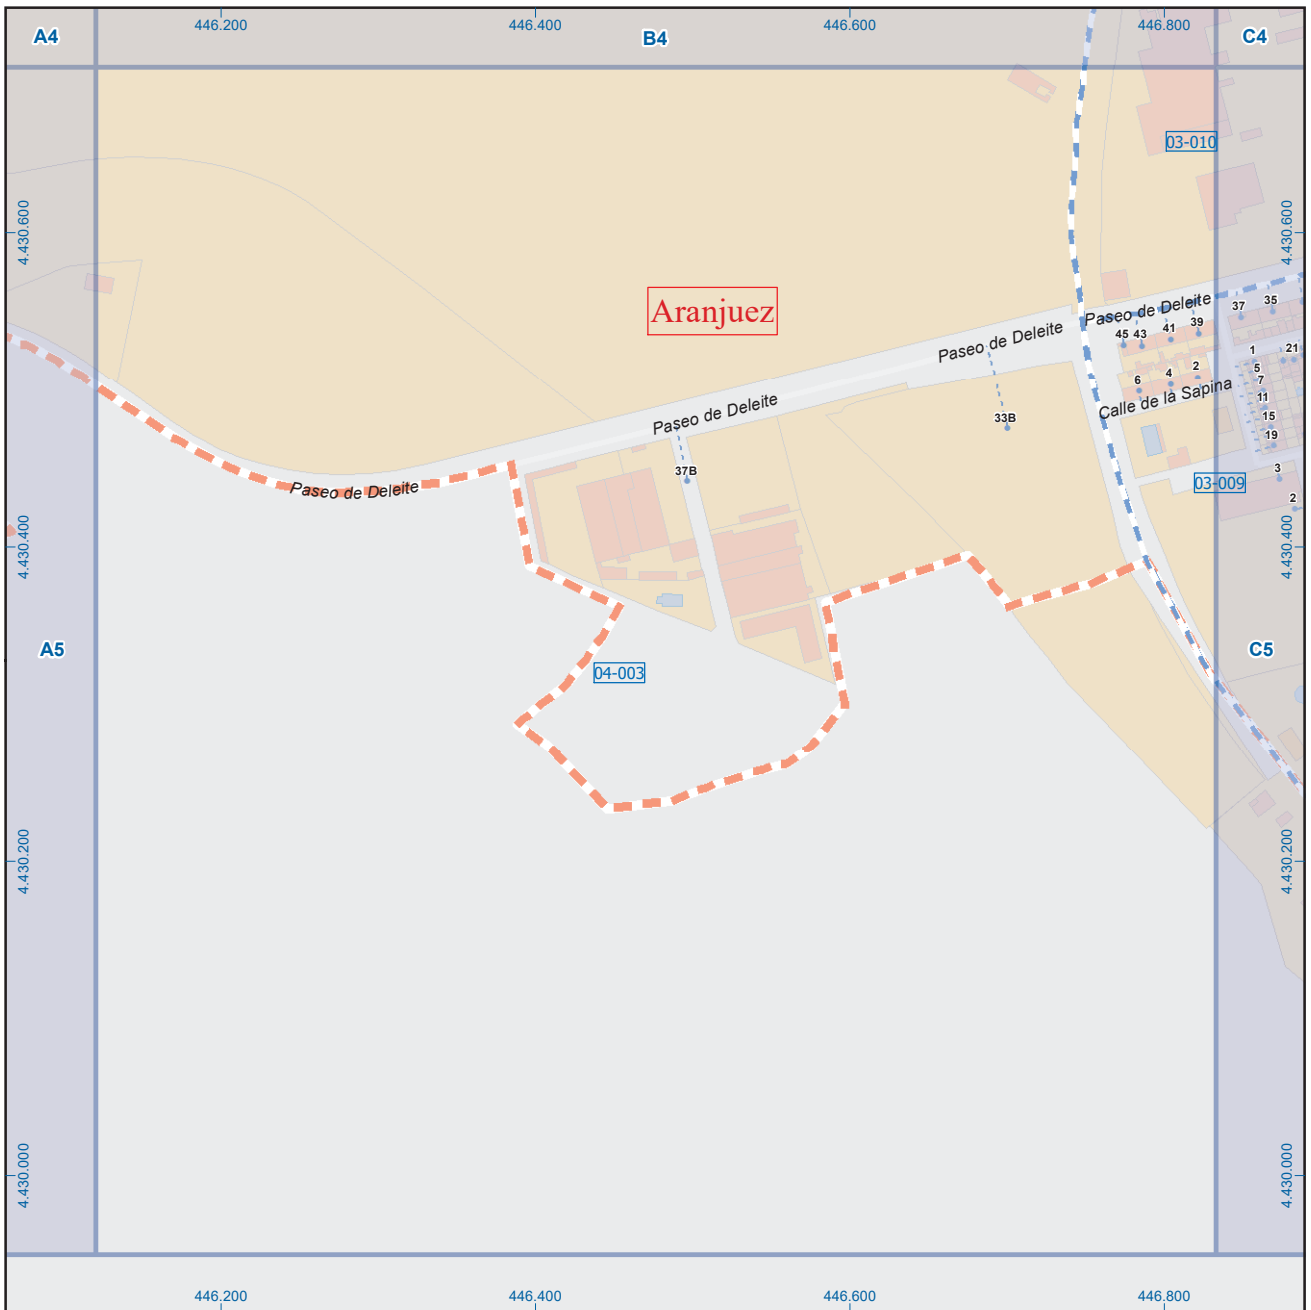 446.200
446.400
446.600
446.800
A4
B4
C4
03-010
4.430.600
4.430.600
Aranjuez
Paseo de Deleite
37
35
Paseo de Deleite
45
43
41
39
1
21
5
7
6
4
2
Calle de la Sapina
11
15
19
Paseo de Deleite
33B
37B
3
03-009
2
Paseo de Deleite
4.430.400
4.430.400
A5
C5
04-003
4.430.200
4.430.200
4.430.000
4.430.000
446.200
446.400
446.600
446.800